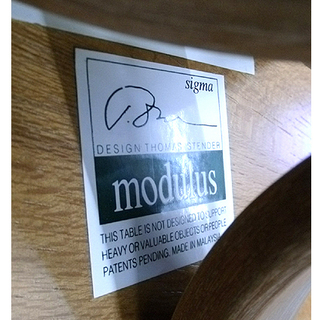 sigma
DESIGN THOMAS STENDER
modulus
THIS TABLE IS NOT DESIGNED TO SUPPORT
HEAVY OR VALUABLE OBJECTS OR PEOPLE
PATENTS PENDING. MADE IN MALAYSIA